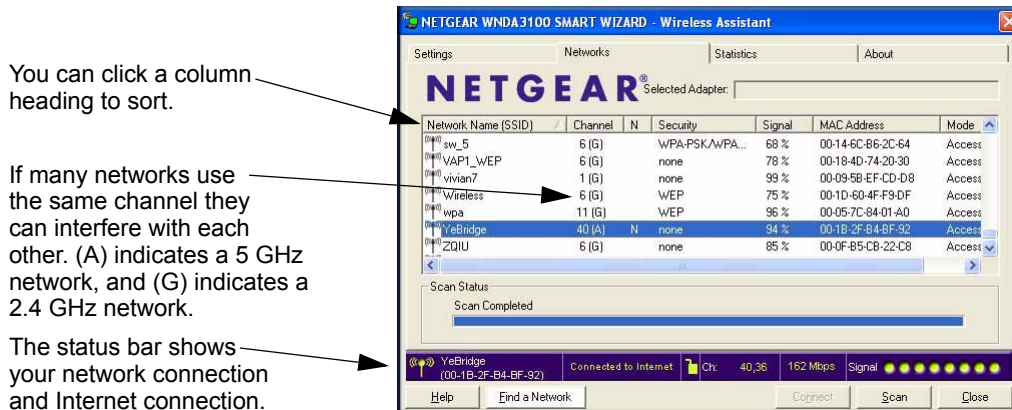 NETGEAR WNDA3100 SMART WIZARD - Wireless Assistant
Settings Networks Statistics About
You can click a column
heading to sort.
NETGEAR® Selected Adapter:
Network Name (SSID) Channel N Security Signal MAC Address Mode
sw_5 6 (G) WPA-PSK/WPA... 68 % 00-14-6C-B6-2C-64 Access
VAP1_WEP 6 (G) none 78 % 00-18-4D-74-20-30 Access
vivian7 1 (G) none 99 % 00-09-5B-EF-CD-D8 Access
Wireless 6 (G) WEP 75 % 00-1D-60-4F-F9-DF Access
wpa 11 (G) WEP 96 % 00-05-7C-84-01-A0 Access
YeBridge 40 (A) N none 94 % 00-1B-2F-B4-BF-92 Access
ZQIU 6 (G) none 85 % 00-0F-B5-CB-22-C8 Access
If many networks use
the same channel they
can interfere with each
other. (A) indicates a 5 GHz
network, and (G) indicates a
2.4 GHz network.
Scan Status
Scan Completed
The status bar shows
your network connection
and Internet connection.
YeBridge
(00-1B-2F-B4-BF-92) Connected to Internet Ch: 40,36 162 Mbps Signal
Help Find a Network Connect Scan Close